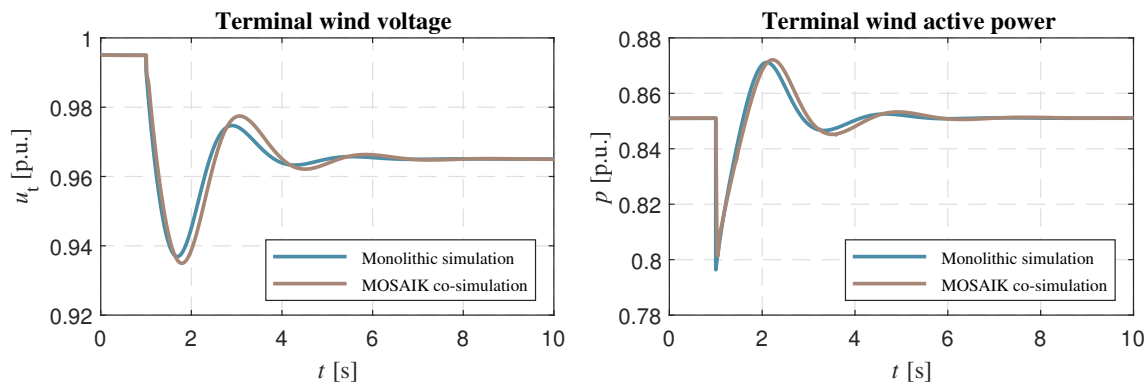 Terminal wind voltage
1
0.98
0.96
0.94
0.92
u_t [p.u.]
0
2
4
6
8
10
t [s]
Monolithic simulation
MOSAIK co-simulation
Terminal wind active power
0.88
0.86
0.84
0.82
0.8
0.78
p [p.u.]
0
2
4
6
8
10
t [s]
Monolithic simulation
MOSAIK co-simulation